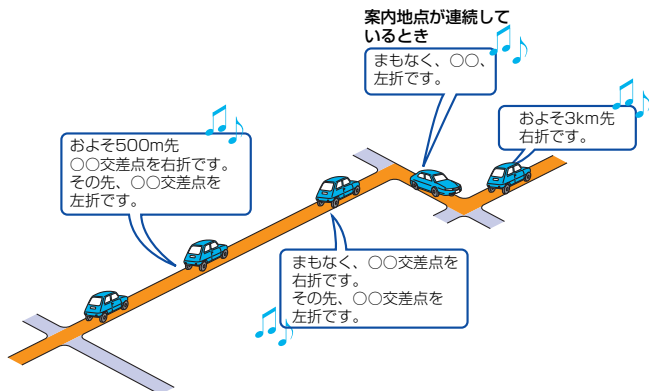 案内地点が連続して
いるとき
まもなく、○○、
左折です。
およそ3km先
右折です。
およそ500m先
○○交差点を右折です。
その先、○○交差点を
左折です。
まもなく、○○交差点を
右折です。
その先、○○交差点を
左折です。